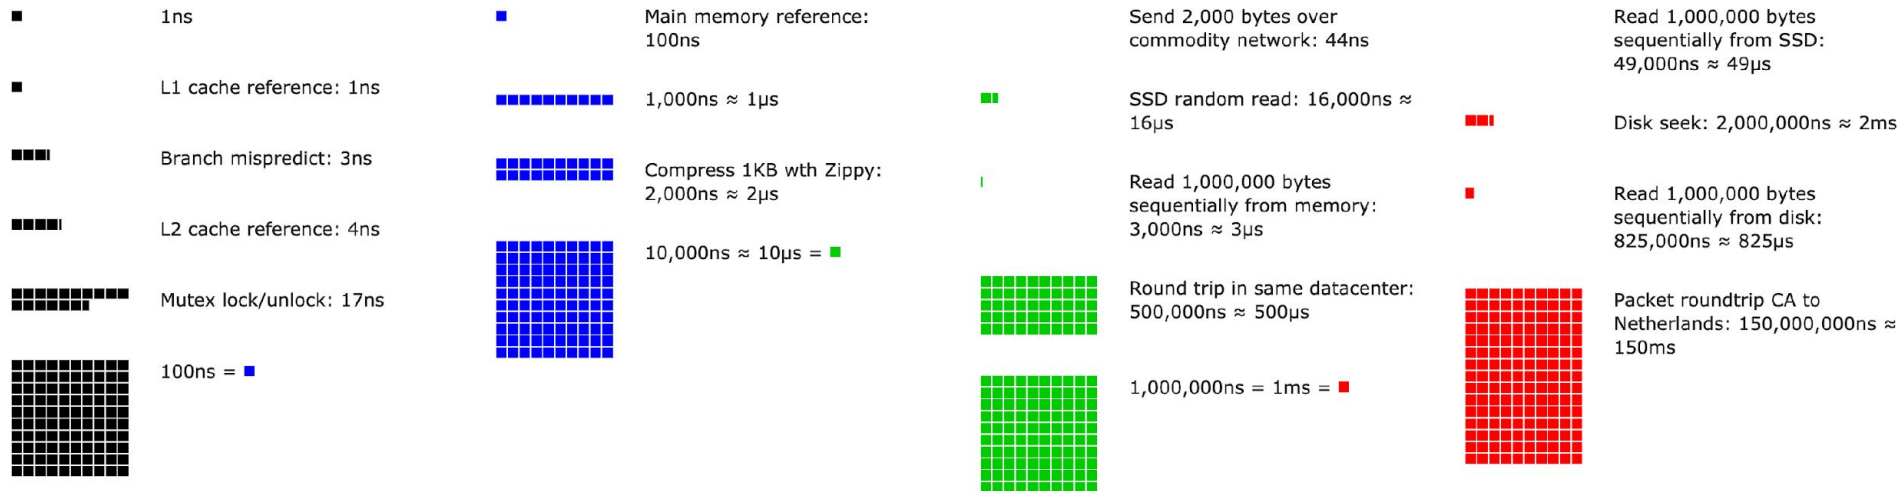 1ns
L1 cache reference: 1ns
Branch mispredict: 3ns
L2 cache reference: 4ns
Mutex lock/unlock: 17ns
100ns =
Main memory reference:
100ns
1,000ns ≈ 1μs
Compress 1KB wth Zippy:
2,000ns ≈ 2μs
10,000ns ≈ 10μs =
Send 2,000 bytes over
commodity network: 44ns
SSD random read: 16,000ns ≈
16μs
Read 1,000,000 bytes
sequentially from memory:
3,000ns ≈ 3μs
Round trip in same datacenter:
500,000ns ≈ 500μs
1,000,000ns = 1ms =
Read 1,000,000 bytes
sequentially from SSD:
49,000ns ≈ 49μs
Disk seek: 2,000,000ns ≈ 2ms
Read 1,000,000 bytes
sequentially from disk:
825,000ns ≈ 825μs
Packet roundtrip CA to
Netherlands: 150,000,000ns ≈
150ms